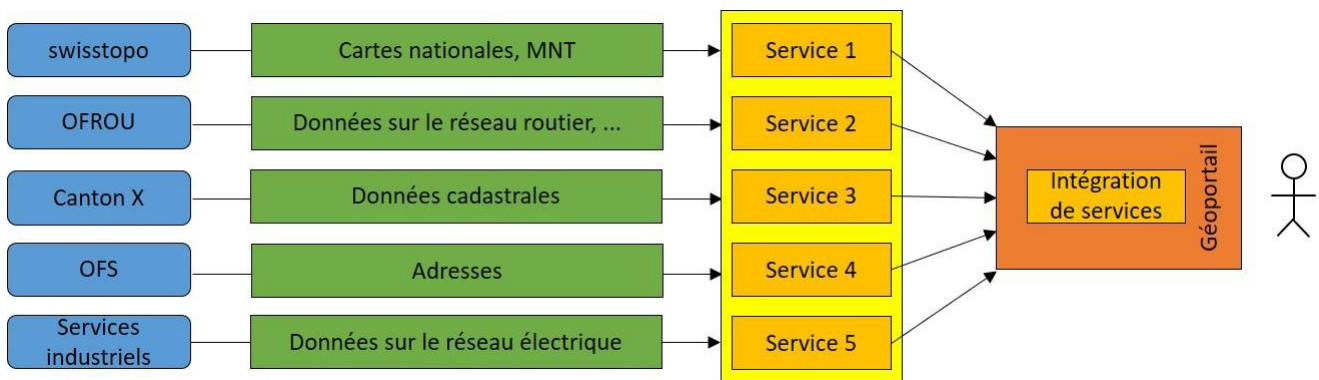 swisstopo
Cartes nationales, MNT
Service 1
OFROU
Données sur le réseau routier, ...
Service 2
Canton X
Données cadastrales
Service 3
OFS
Adresses
Service 4
Services
industriels
Données sur le réseau électrique
Service 5
Intégration
de services
Géoportail